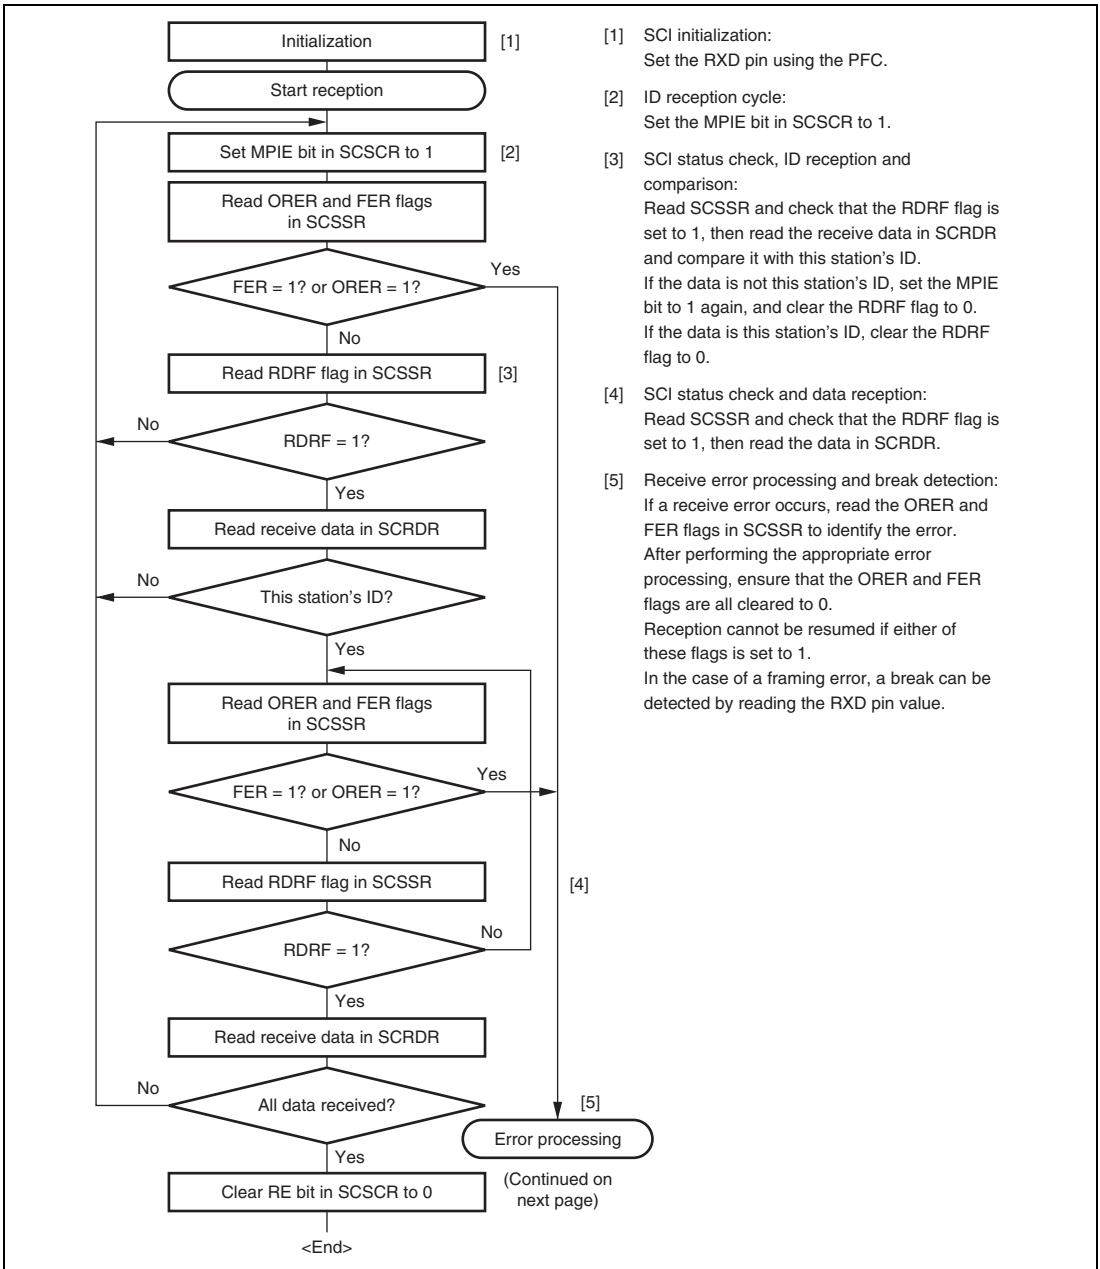 Initialization
[1]
Start reception
Set MPIE bit in SCSCR to 1
[2]
Read ORER and FER flags
in SCSSR
FER = 1? or ORER = 1?
Yes
No
Read RDRF flag in SCSSR
[3]
No
RDRF = 1?
Yes
Read receive data in SCRDR
No
This station's ID?
Yes
Read ORER and FER flags
in SCSSR
FER = 1? or ORER = 1?
Yes
No
Read RDRF flag in SCSSR
[4]
RDRF = 1?
No
Yes
Read receive data in SCRDR
No
All data received?
[5]
Error processing
Yes
(Continued on
next page)
Clear RE bit in SCSCR to 0
<End>
[1] SCI initialization:
Set the RXD pin using the PFC.
[2] ID reception cycle:
Set the MPIE bit in SCSCR to 1.
[3] SCI status check, ID reception and
comparison:
Read SCSSR and check that the RDRF flag is
set to 1, then read the receive data in SCRDR
and compare it with this station's ID.
If the data is not this station's ID, set the MPIE
bit to 1 again, and clear the RDRF flag to 0.
If the data is this station's ID, clear the RDRF
flag to 0.
[4] SCI status check and data reception:
Read SCSSR and check that the RDRF flag is
set to 1, then read the data in SCRDR.
[5] Receive error processing and break detection:
If a receive error occurs, read the ORER and
FER flags in SCSSR to identify the error.
After performing the appropriate error
processing, ensure that the ORER and FER
flags are all cleared to 0.
Reception cannot be resumed if either of
these flags is set to 1.
In the case of a framing error, a break can be
detected by reading the RXD pin value.